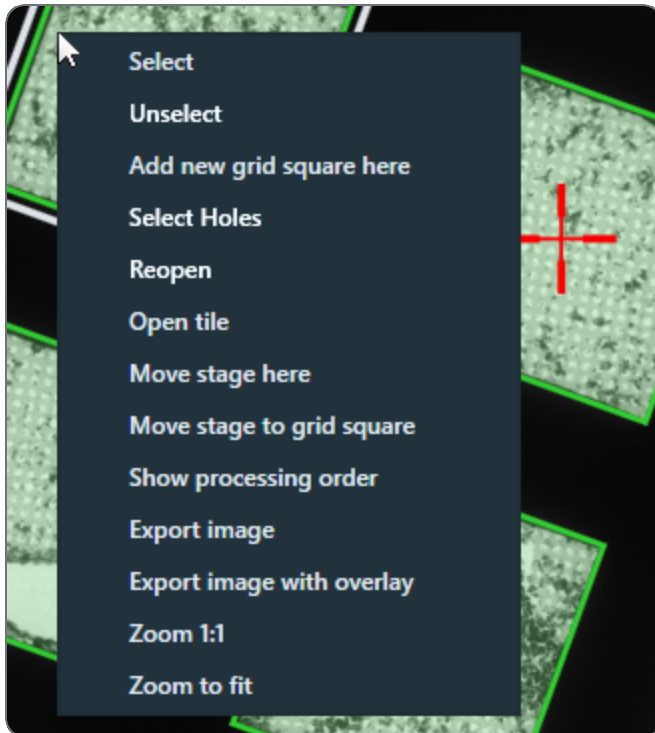 Select
Unselect
Add new grid square here
Select Holes
Reopen
Open tile
Move stage here
Move stage to grid square
Show processing order
Export image
Export image with overlay
Zoom 1:1
Zoom to fit